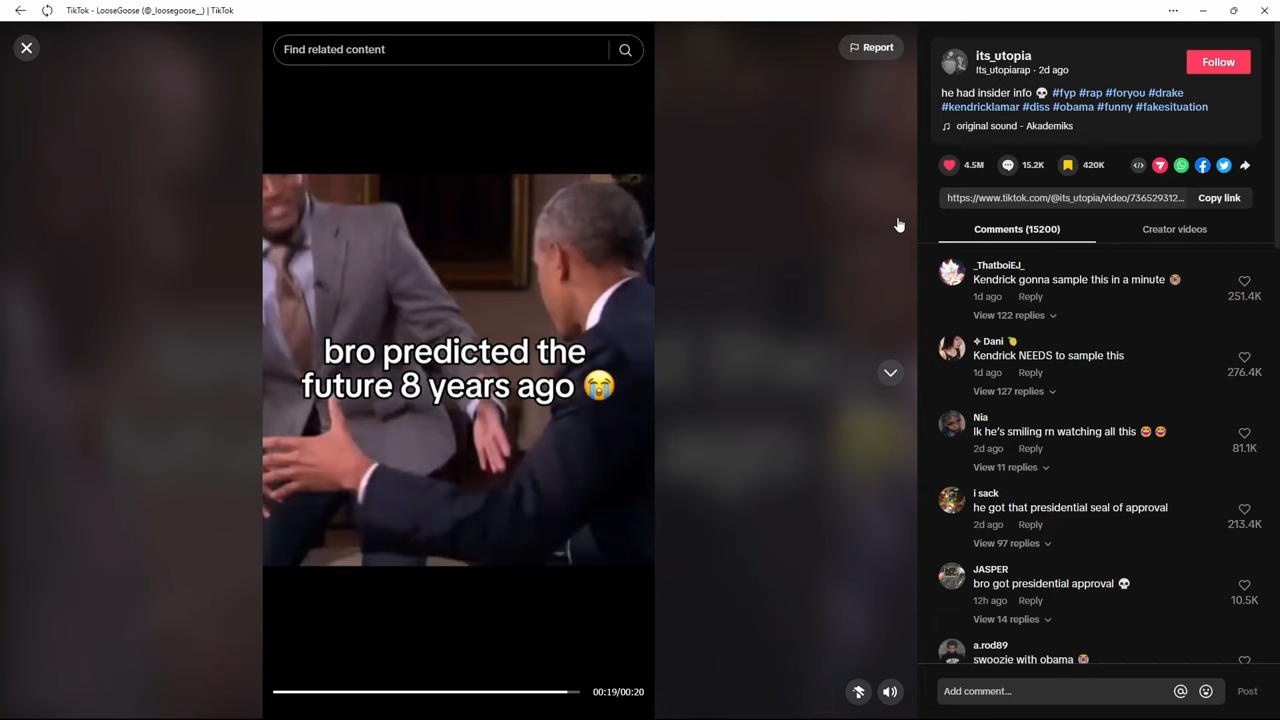 TikTok - LooseGoose (@_loosegoose__) | TikTok
Find related content
Report
bro predicted the
future 8 years ago 😭
00:19/00:20
its_utopia
Its_utopiarap · 2d ago
Follow
he had insider info 💀 #fyp #rap #foryou #drake
#kendricklamar #diss #obama #funny #fakesituation
original sound - Akademiks
4.5M
15.2K
420K
https://www.tiktok.com/@its_utopia/video/736529312...
Copy link
Comments (15200)
Creator videos
_ThatboiEJ_
Kendrick gonna sample this in a minute 😭
1d ago Reply
251.4K
View 122 replies
✧ Dani 🍋
Kendrick NEEDS to sample this
1d ago Reply
276.4K
View 127 replies
Nia
Ik he's smiling rn watching all this 😂 😂
2d ago Reply
81.1K
View 11 replies
i sack
he got that presidential seal of approval
2d ago Reply
213.4K
View 97 replies
JASPER
bro got presidential approval 💀
12h ago Reply
10.5K
View 14 replies
a.rod89
swoozie with obama 😭
Add comment...
Post